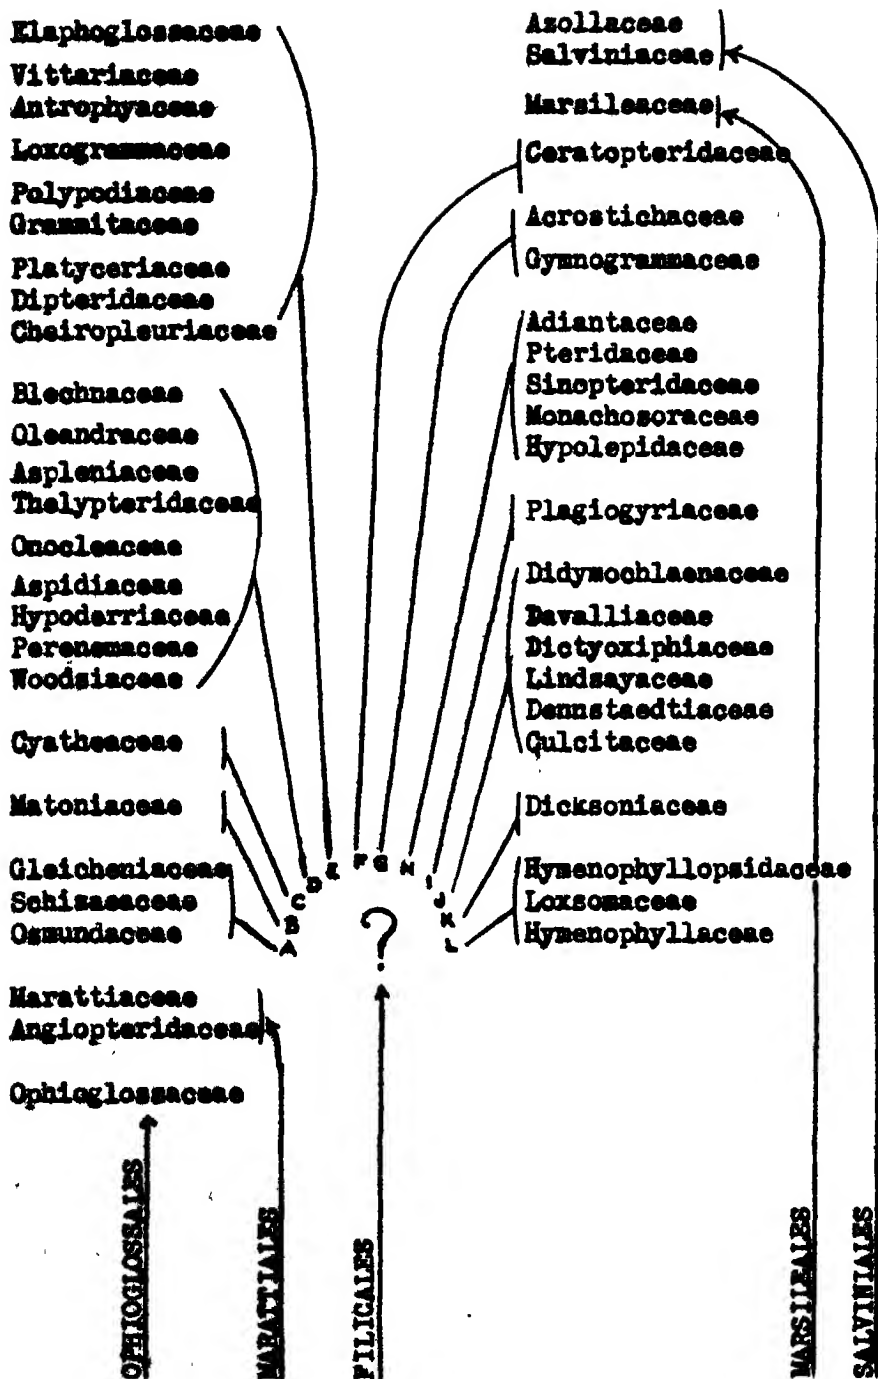 Elaphoglossaceae
Vittariaceae
Antrophyaceae
Loxogrammaceae
Polypodiaceae
Grammitaceae
Platyceriaceae
Dipteridaceae
Cheiropleuriaceae
Blechnaceae
Oleandraceae
Aspleniaceae
Thelypteridaceae
Onocleaceae
Aspidiaceae
Hypoderriaceae
Peranemaceae
Woodsiaceae
Cyatheaceae
Matoniaceae
Gleicheniaceae
Schizaeaceae
Osmundaceae
Marattiaceae
Angiopteridaceae
Ophioglossaceae
Azollaceae
Salviniaceae
Marsileaceae
Ceratopteridaceae
Acrostichaceae
Gymnogrammaceae
Adiantaceae
Pteridaceae
Sinopteridaceae
Monachosoraceae
Hypolepidaceae
Plagiogyriaceae
Didymochlaenaceae
Davalliaceae
Dictyoxiphiaceae
Lindsayaceae
Dennstaedtiaceae
Culcitaceae
Dicksoniaceae
Hymenophyllopsidaceae
Loxsomaceae
Hymenophyllaceae
A
B
C
D
E
F
G
H
I
J
K
L
?
OPHIOGLOSSALES
MARATTIALES
FILICALES
MARSILEALES
SALVINIALES